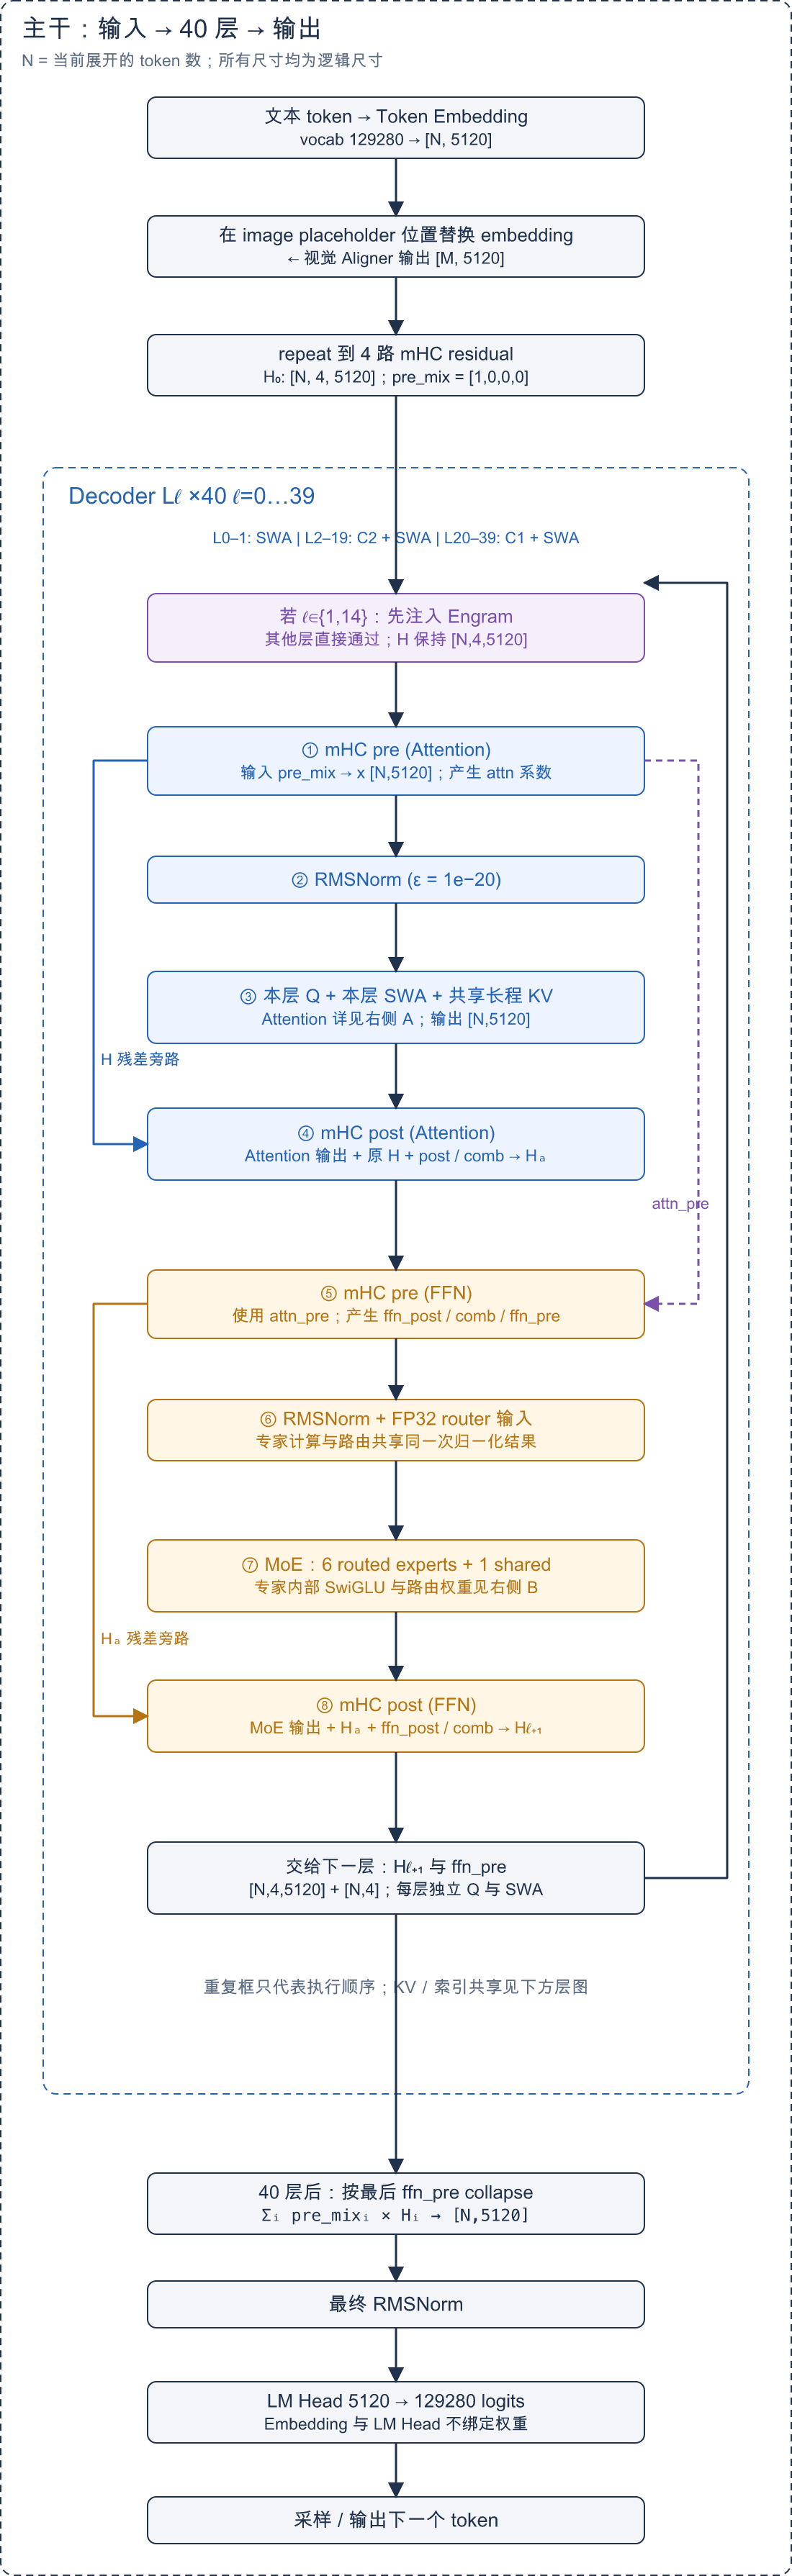 主干：输入 → 40 层 → 输出
N = 当前展开的 token 数；所有尺寸均为逻辑尺寸
文本 token → Token Embedding
vocab 129280 → [N, 5120]
在 image placeholder 位置替换 embedding
← 视觉 Aligner 输出 [M, 5120]
repeat 到 4 路 mHC residual
H₀: [N, 4, 5120]；pre_mix = [1,0,0,0]
Decoder Lℓ ×40 ℓ=0…39
L0–1: SWA | L2–19: C2 + SWA | L20–39: C1 + SWA
若 ℓ∈{1,14}：先注入 Engram
其他层直接通过；H 保持 [N,4,5120]
① mHC pre (Attention)
输入 pre_mix → x [N,5120]；产生 attn 系数
② RMSNorm (ε = 1e−20)
③ 本层 Q + 本层 SWA + 共享长程 KV
Attention 详见右侧 A；输出 [N,5120]
H 残差旁路
④ mHC post (Attention)
Attention 输出 + 原 H + post / comb → Hₐ
attn_pre
⑤ mHC pre (FFN)
使用 attn_pre；产生 ffn_post / comb / ffn_pre
⑥ RMSNorm + FP32 router 输入
专家计算与路由共享同一次归一化结果
⑦ MoE：6 routed experts + 1 shared
专家内部 SwiGLU 与路由权重见右侧 B
Hₐ 残差旁路
⑧ mHC post (FFN)
MoE 输出 + Hₐ + ffn_post / comb → Hℓ₊₁
交给下一层：Hℓ₊₁ 与 ffn_pre
[N,4,5120] + [N,4]；每层独立 Q 与 SWA
重复框只代表执行顺序；KV / 索引共享见下方层图
40 层后：按最后 ffn_pre collapse
Σᵢ pre_mixᵢ × Hᵢ → [N,5120]
最终 RMSNorm
LM Head 5120 → 129280 logits
Embedding 与 LM Head 不绑定权重
采样 / 输出下一个 token